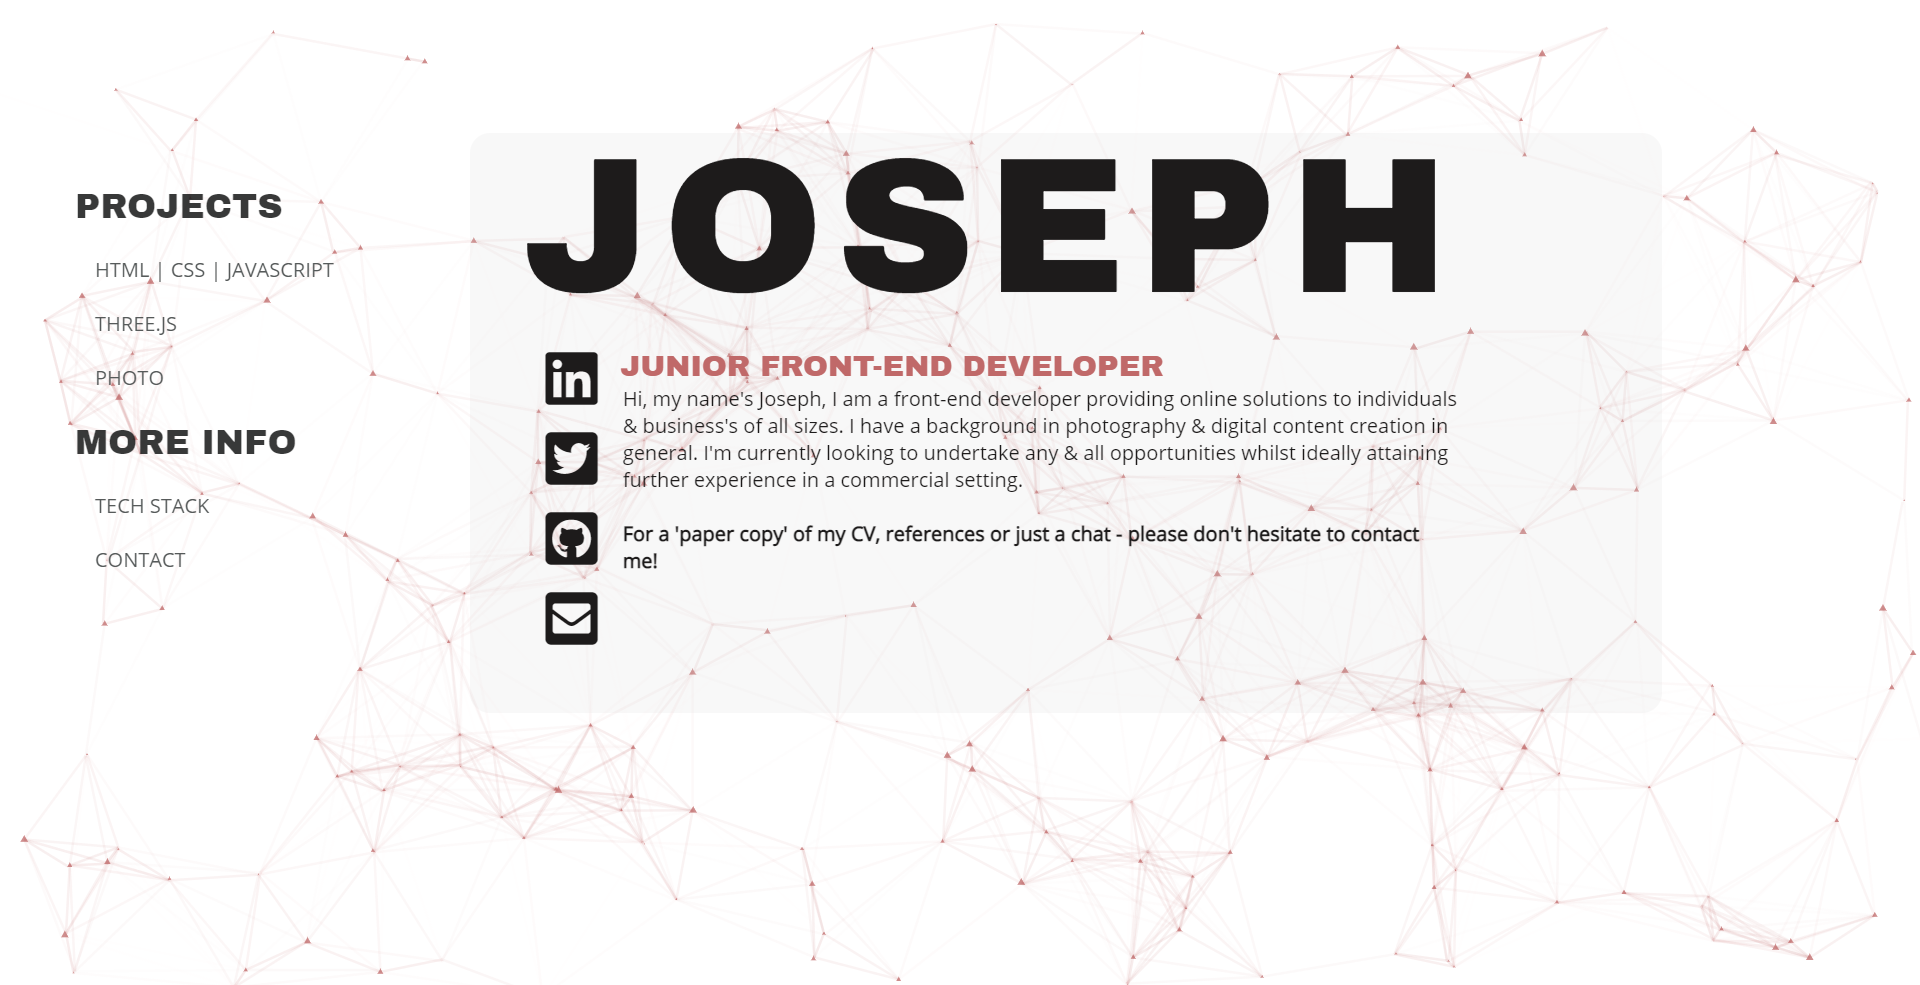 PROJECTS
HTML | CSS | JAVASCRIPT
THREE.JS
PHOTO
MORE INFO
TECH STACK
CONTACT
JOSEPH
in
JUNIOR FRONT-END DEVELOPER
Hi, my name's Joseph, I am a front-end developer providing online solutions to individuals
& business's of all sizes. I have a background in photography & digital content creation in
general. I'm currently looking to undertake any & all opportunities whilst ideally attaining
further experience in a commercial setting.
For a 'paper copy' of my CV, references or just a chat - please don't hesitate to contact
me!